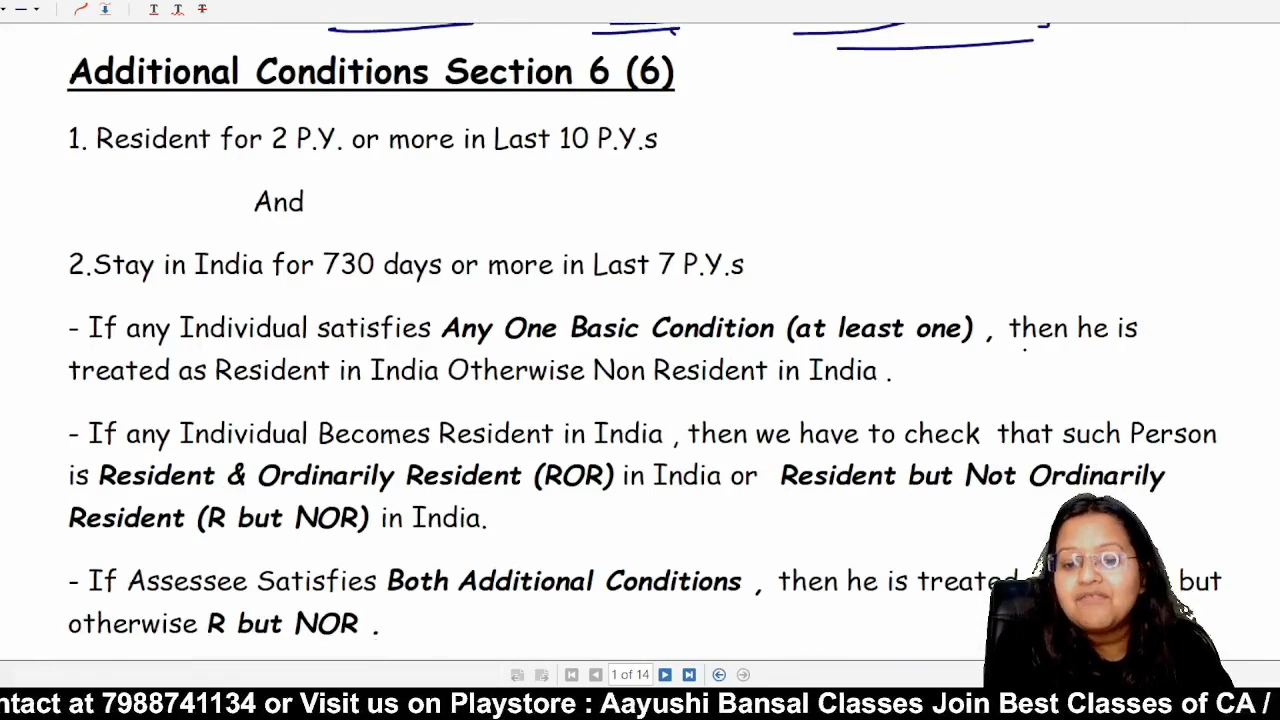 Additional Conditions Section 6 (6)
1. Resident for 2 P.Y. or more in Last 10 P.Y.s
And
2.Stay in India for 730 days or more in Last 7 P.Y.s
- If any Individual satisfies Any One Basic Condition (at least one) , then he is
treated as Resident in India Otherwise Non Resident in India .
- If any Individual Becomes Resident in India , then we have to check that such Person
is Resident & Ordinarily Resident (ROR) in India or Resident but Not Ordinarily
Resident (R but NOR) in India.
- If Assessee Satisfies Both Additional Conditions , then he is treated but
otherwise R but NOR .
1 of 14
ontact at 7988741134 or Visit us on Playstore : Aayushi Bansal Classes Join Best Classes of CA /